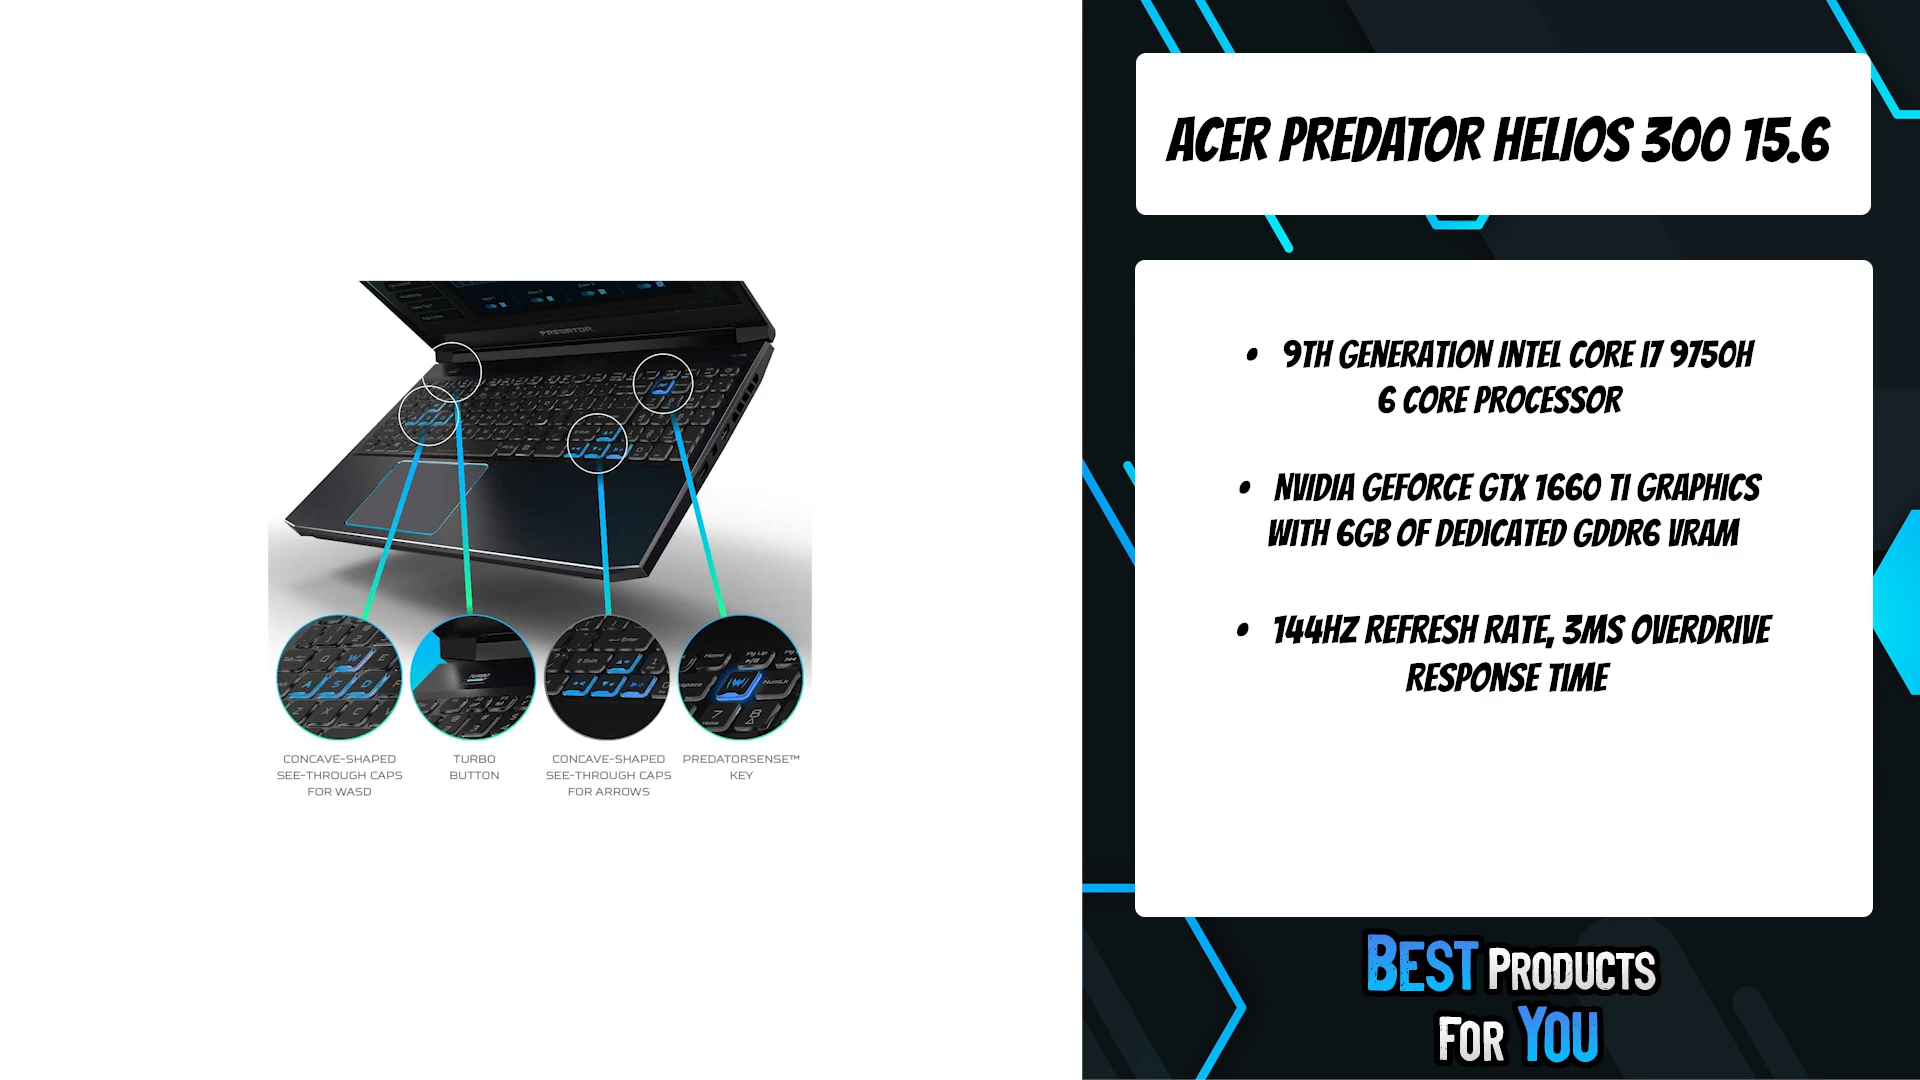 ACER PREDATOR HELIOS 300 15.6
• 9TH GENERATION INTEL CORE I7 9750H
6 CORE PROCESSOR
• NVIDIA GEFORCE GTX 1660 TI GRAPHICS
WITH 6GB OF DEDICATED GDDR6 VRAM
• 144HZ REFRESH RATE, 3MS OVERDRIVE
RESPONSE TIME
PREDATOR
CONCAVE-SHAPED
SEE-THROUGH CAPS
FOR WASD
TURBO
BUTTON
CONCAVE-SHAPED
SEE-THROUGH CAPS
FOR ARROWS
PREDATORSENSE™
KEY
BEST PRODUCTS
FOR YOU